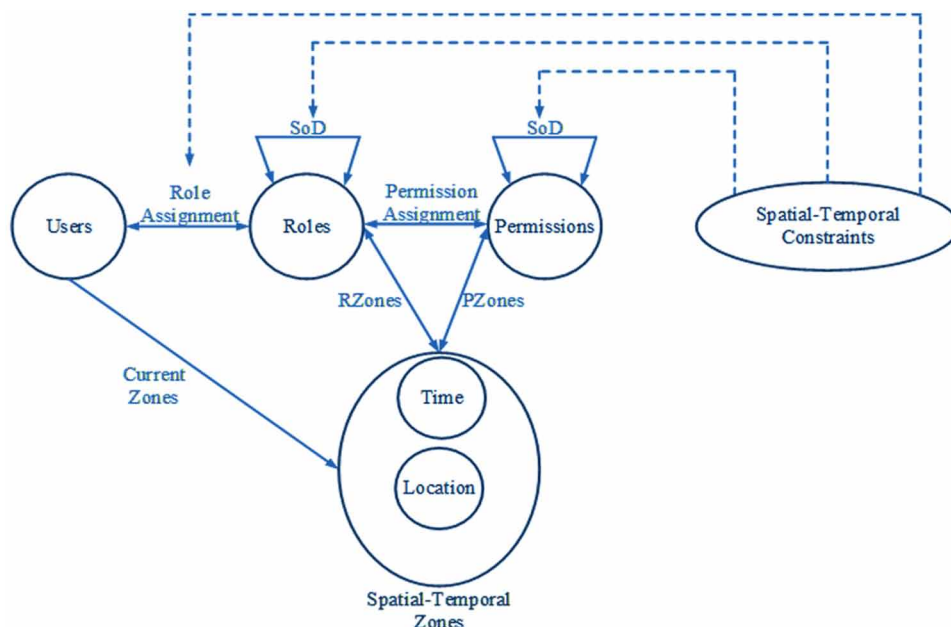 SoD
SoD
Users
Role
Assignment
Roles
Permission
Assignment
Permissions
Spatial-Temporal
Constraints
RZones
PZones
Current
Zones
Time
Location
Spatial-Temporal
Zones